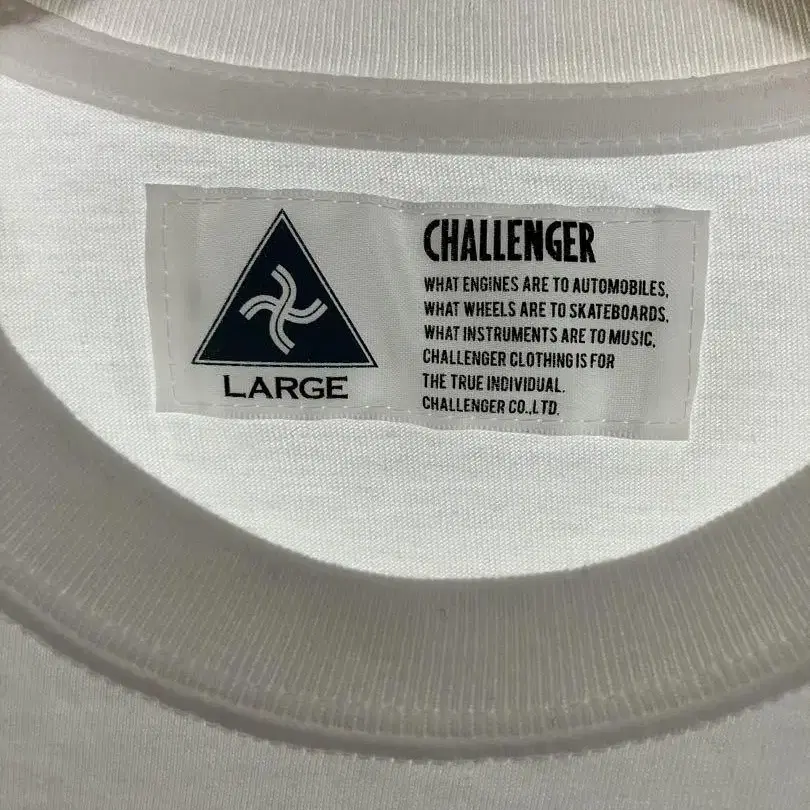 LARGE
CHALLENGER
WHAT ENGINES ARE TO AUTOMOBILES,
WHAT WHEELS ARE TO SKATEBOARDS,
WHAT INSTRUMENTS ARE TO MUSIC,
CHALLENGER CLOTHING IS FOR
THE TRUE INDIVIDUAL.
CHALLENGER CO.,LTD.